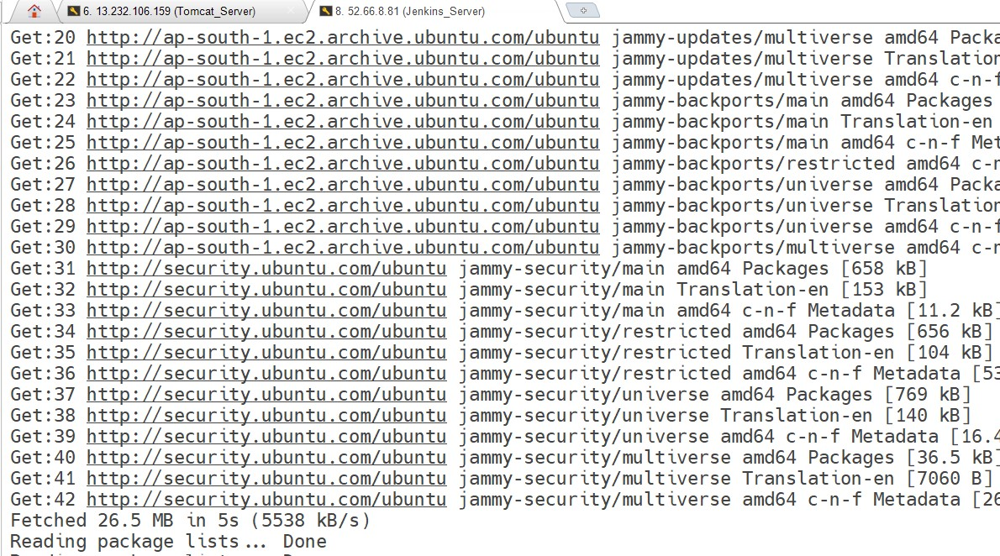 6. 13.232.106.159 (Tomcat_Server) 8. 52.66.8.81 (Jenkins_Server)
Get:20 http://ap-south-1.ec2.archive.ubuntu.com/ubuntu jammy-updates/multiverse amd64 Packa
Get:21 http://ap-south-1.ec2.archive.ubuntu.com/ubuntu jammy-updates/multiverse Translation
Get:22 http://ap-south-1.ec2.archive.ubuntu.com/ubuntu jammy-updates/multiverse amd64 c-n-f
Get:23 http://ap-south-1.ec2.archive.ubuntu.com/ubuntu jammy-backports/main amd64 Packages
Get:24 http://ap-south-1.ec2.archive.ubuntu.com/ubuntu jammy-backports/main Translation-en
Get:25 http://ap-south-1.ec2.archive.ubuntu.com/ubuntu jammy-backports/main amd64 c-n-f Met
Get:26 http://ap-south-1.ec2.archive.ubuntu.com/ubuntu jammy-backports/restricted amd64 c-n
Get:27 http://ap-south-1.ec2.archive.ubuntu.com/ubuntu jammy-backports/universe amd64 Packa
Get:28 http://ap-south-1.ec2.archive.ubuntu.com/ubuntu jammy-backports/universe Translation
Get:29 http://ap-south-1.ec2.archive.ubuntu.com/ubuntu jammy-backports/universe amd64 c-n-f
Get:30 http://ap-south-1.ec2.archive.ubuntu.com/ubuntu jammy-backports/multiverse amd64 c-n
Get:31 http://security.ubuntu.com/ubuntu jammy-security/main amd64 Packages [658 kB]
Get:32 http://security.ubuntu.com/ubuntu jammy-security/main Translation-en [153 kB]
Get:33 http://security.ubuntu.com/ubuntu jammy-security/main amd64 c-n-f Metadata [11.2 kB]
Get:34 http://security.ubuntu.com/ubuntu jammy-security/restricted amd64 Packages [656 kB]
Get:35 http://security.ubuntu.com/ubuntu jammy-security/restricted Translation-en [104 kB]
Get:36 http://security.ubuntu.com/ubuntu jammy-security/restricted amd64 c-n-f Metadata [53
Get:37 http://security.ubuntu.com/ubuntu jammy-security/universe amd64 Packages [769 kB]
Get:38 http://security.ubuntu.com/ubuntu jammy-security/universe Translation-en [140 kB]
Get:39 http://security.ubuntu.com/ubuntu jammy-security/universe amd64 c-n-f Metadata [16.4
Get:40 http://security.ubuntu.com/ubuntu jammy-security/multiverse amd64 Packages [36.5 kB]
Get:41 http://security.ubuntu.com/ubuntu jammy-security/multiverse Translation-en [7060 B]
Get:42 http://security.ubuntu.com/ubuntu jammy-security/multiverse amd64 c-n-f Metadata [26
Fetched 26.5 MB in 5s (5538 kB/s)
Reading package lists... Done